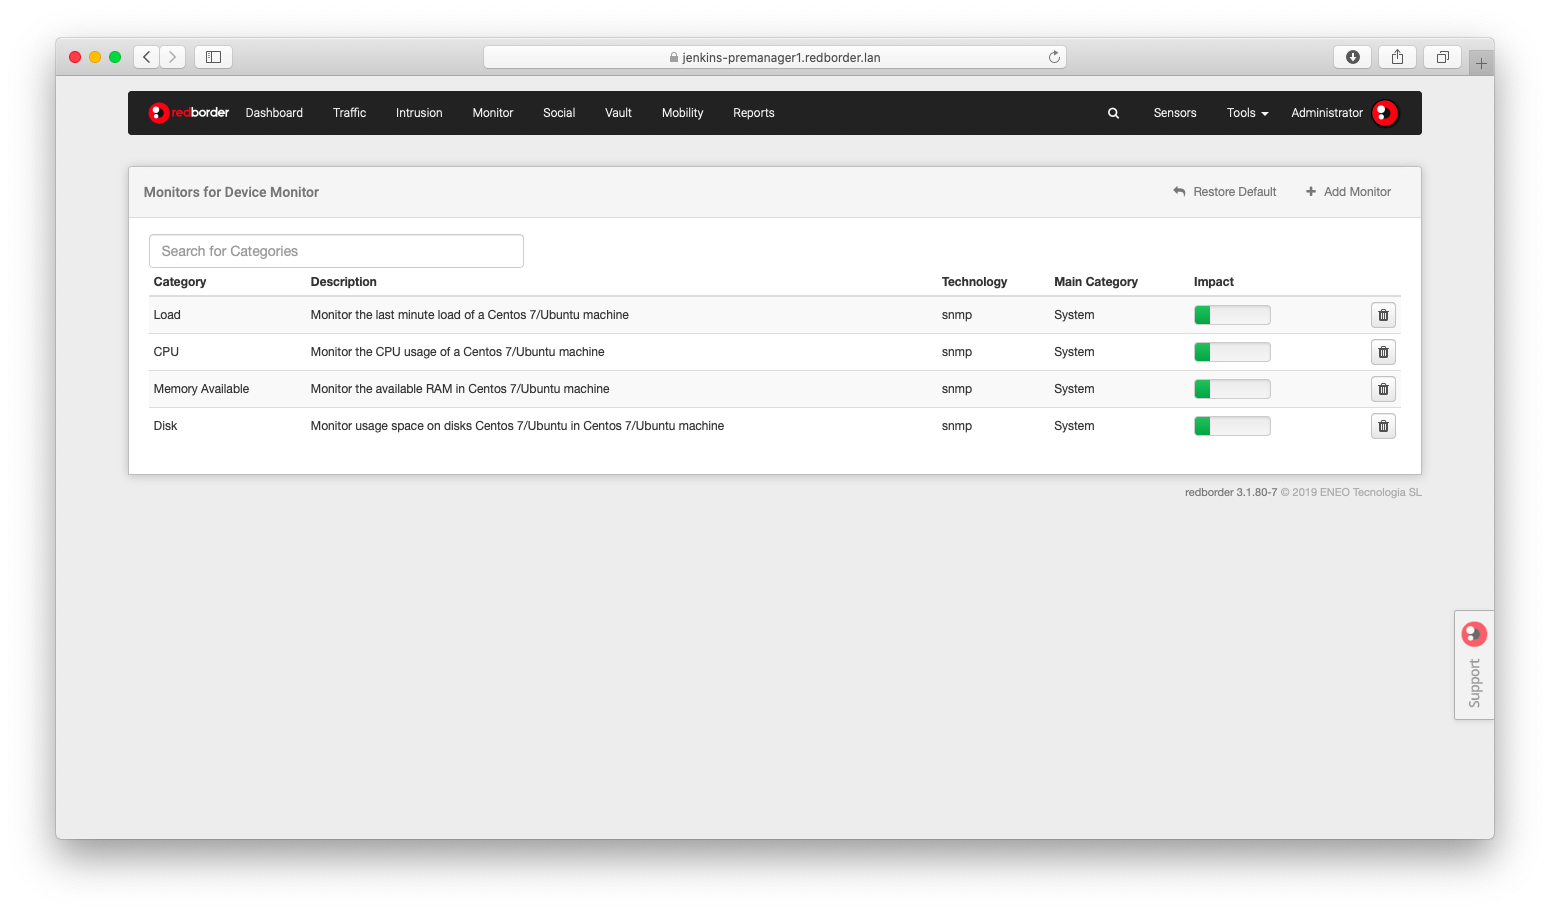 jenkins-premanager1.redborder.lan
redborder Dashboard Traffic Intrusion Monitor Social Vault Mobility Reports Sensors Tools Administrator
Monitors for Device Monitor Restore Default Add Monitor
Search for Categories
Category Description Technology Main Category Impact
Load Monitor the last minute load of a Centos 7/Ubuntu machine snmp System
CPU Monitor the CPU usage of a Centos 7/Ubuntu machine snmp System
Memory Available Monitor the available RAM in Centos 7/Ubuntu machine snmp System
Disk Monitor usage space on disks Centos 7/Ubuntu in Centos 7/Ubuntu machine snmp System
redborder 3.1.80-7 © 2019 ENEO Tecnologia SL
Support